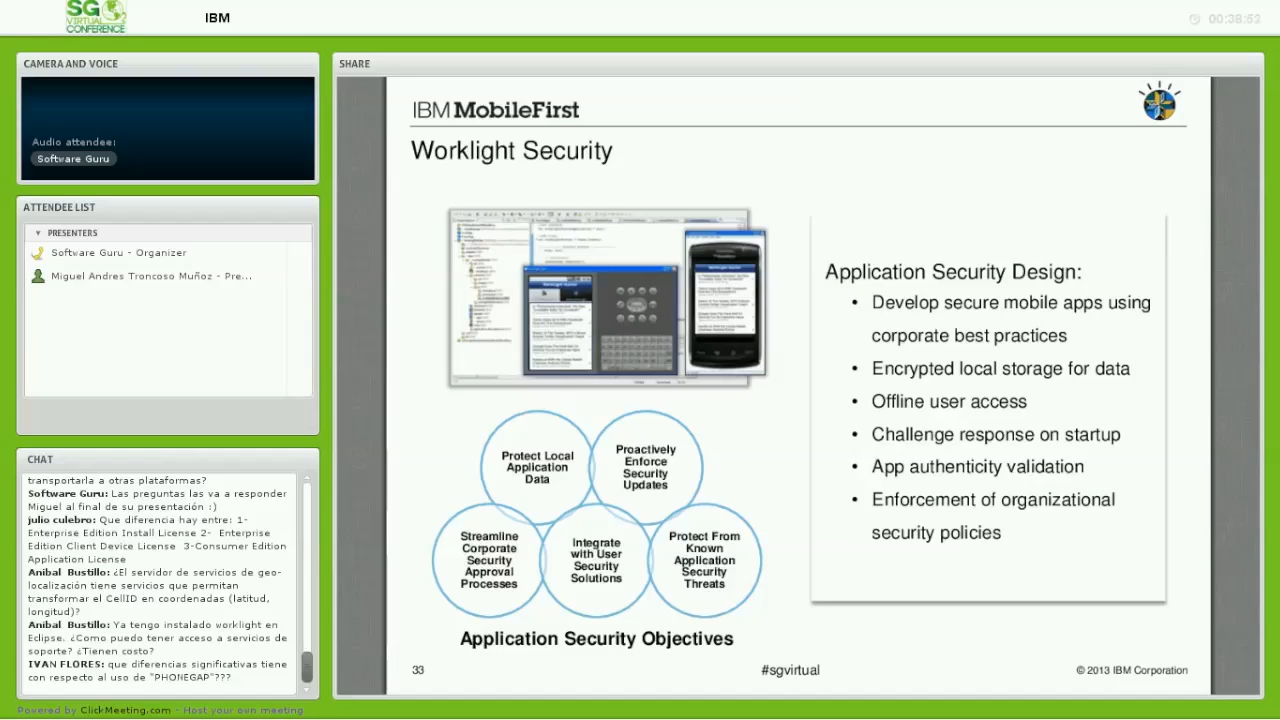 SG
VIRTUAL
CONFERENCE
IBM
00:38:52
CAMERA AND VOICE
Audio attendee:
Software Guru
ATTENDEE LIST
PRESENTERS
Software Guru - Organizer
Miguel Andres Troncoso Muñoz - Pre...
CHAT
transportarla a otras plataformas?
Software Guru: Las preguntas las va a responder
Miguel al final de su presentación :)
julio culebro: Que diferencia hay entre: 1-
Enterprise Edition Install License 2- Enterprise
Edition Client Device License 3-Consumer Edition
Application License
Anibal Bustillo: ¿El servidor de servicios de geo-
localización tiene servicios que permitan
transformar el CellID en coordenadas (latitud,
longitud)?
Anibal Bustillo: Ya tengo instalado worklight en
Eclipse. ¿Como puedo tener acceso a servicios de
soporte? ¿Tienen costo?
IVAN FLORES: que diferencias significativas tiene
con respecto al uso de "PHONEGAP"???
Powered by ClickMeeting.com - Host your own meeting
SHARE
IBM MobileFirst
Worklight Security
Protect Local
Application
Data
Proactively
Enforce
Security
Updates
Streamline
Corporate
Security
Approval
Processes
Integrate
with User
Security
Solutions
Protect From
Known
Application
Security
Threats
Application Security Objectives
Application Security Design:
• Develop secure mobile apps using
corporate best practices
• Encrypted local storage for data
• Offline user access
• Challenge response on startup
• App authenticity validation
• Enforcement of organizational
security policies
33
#sgvirtual
© 2013 IBM Corporation